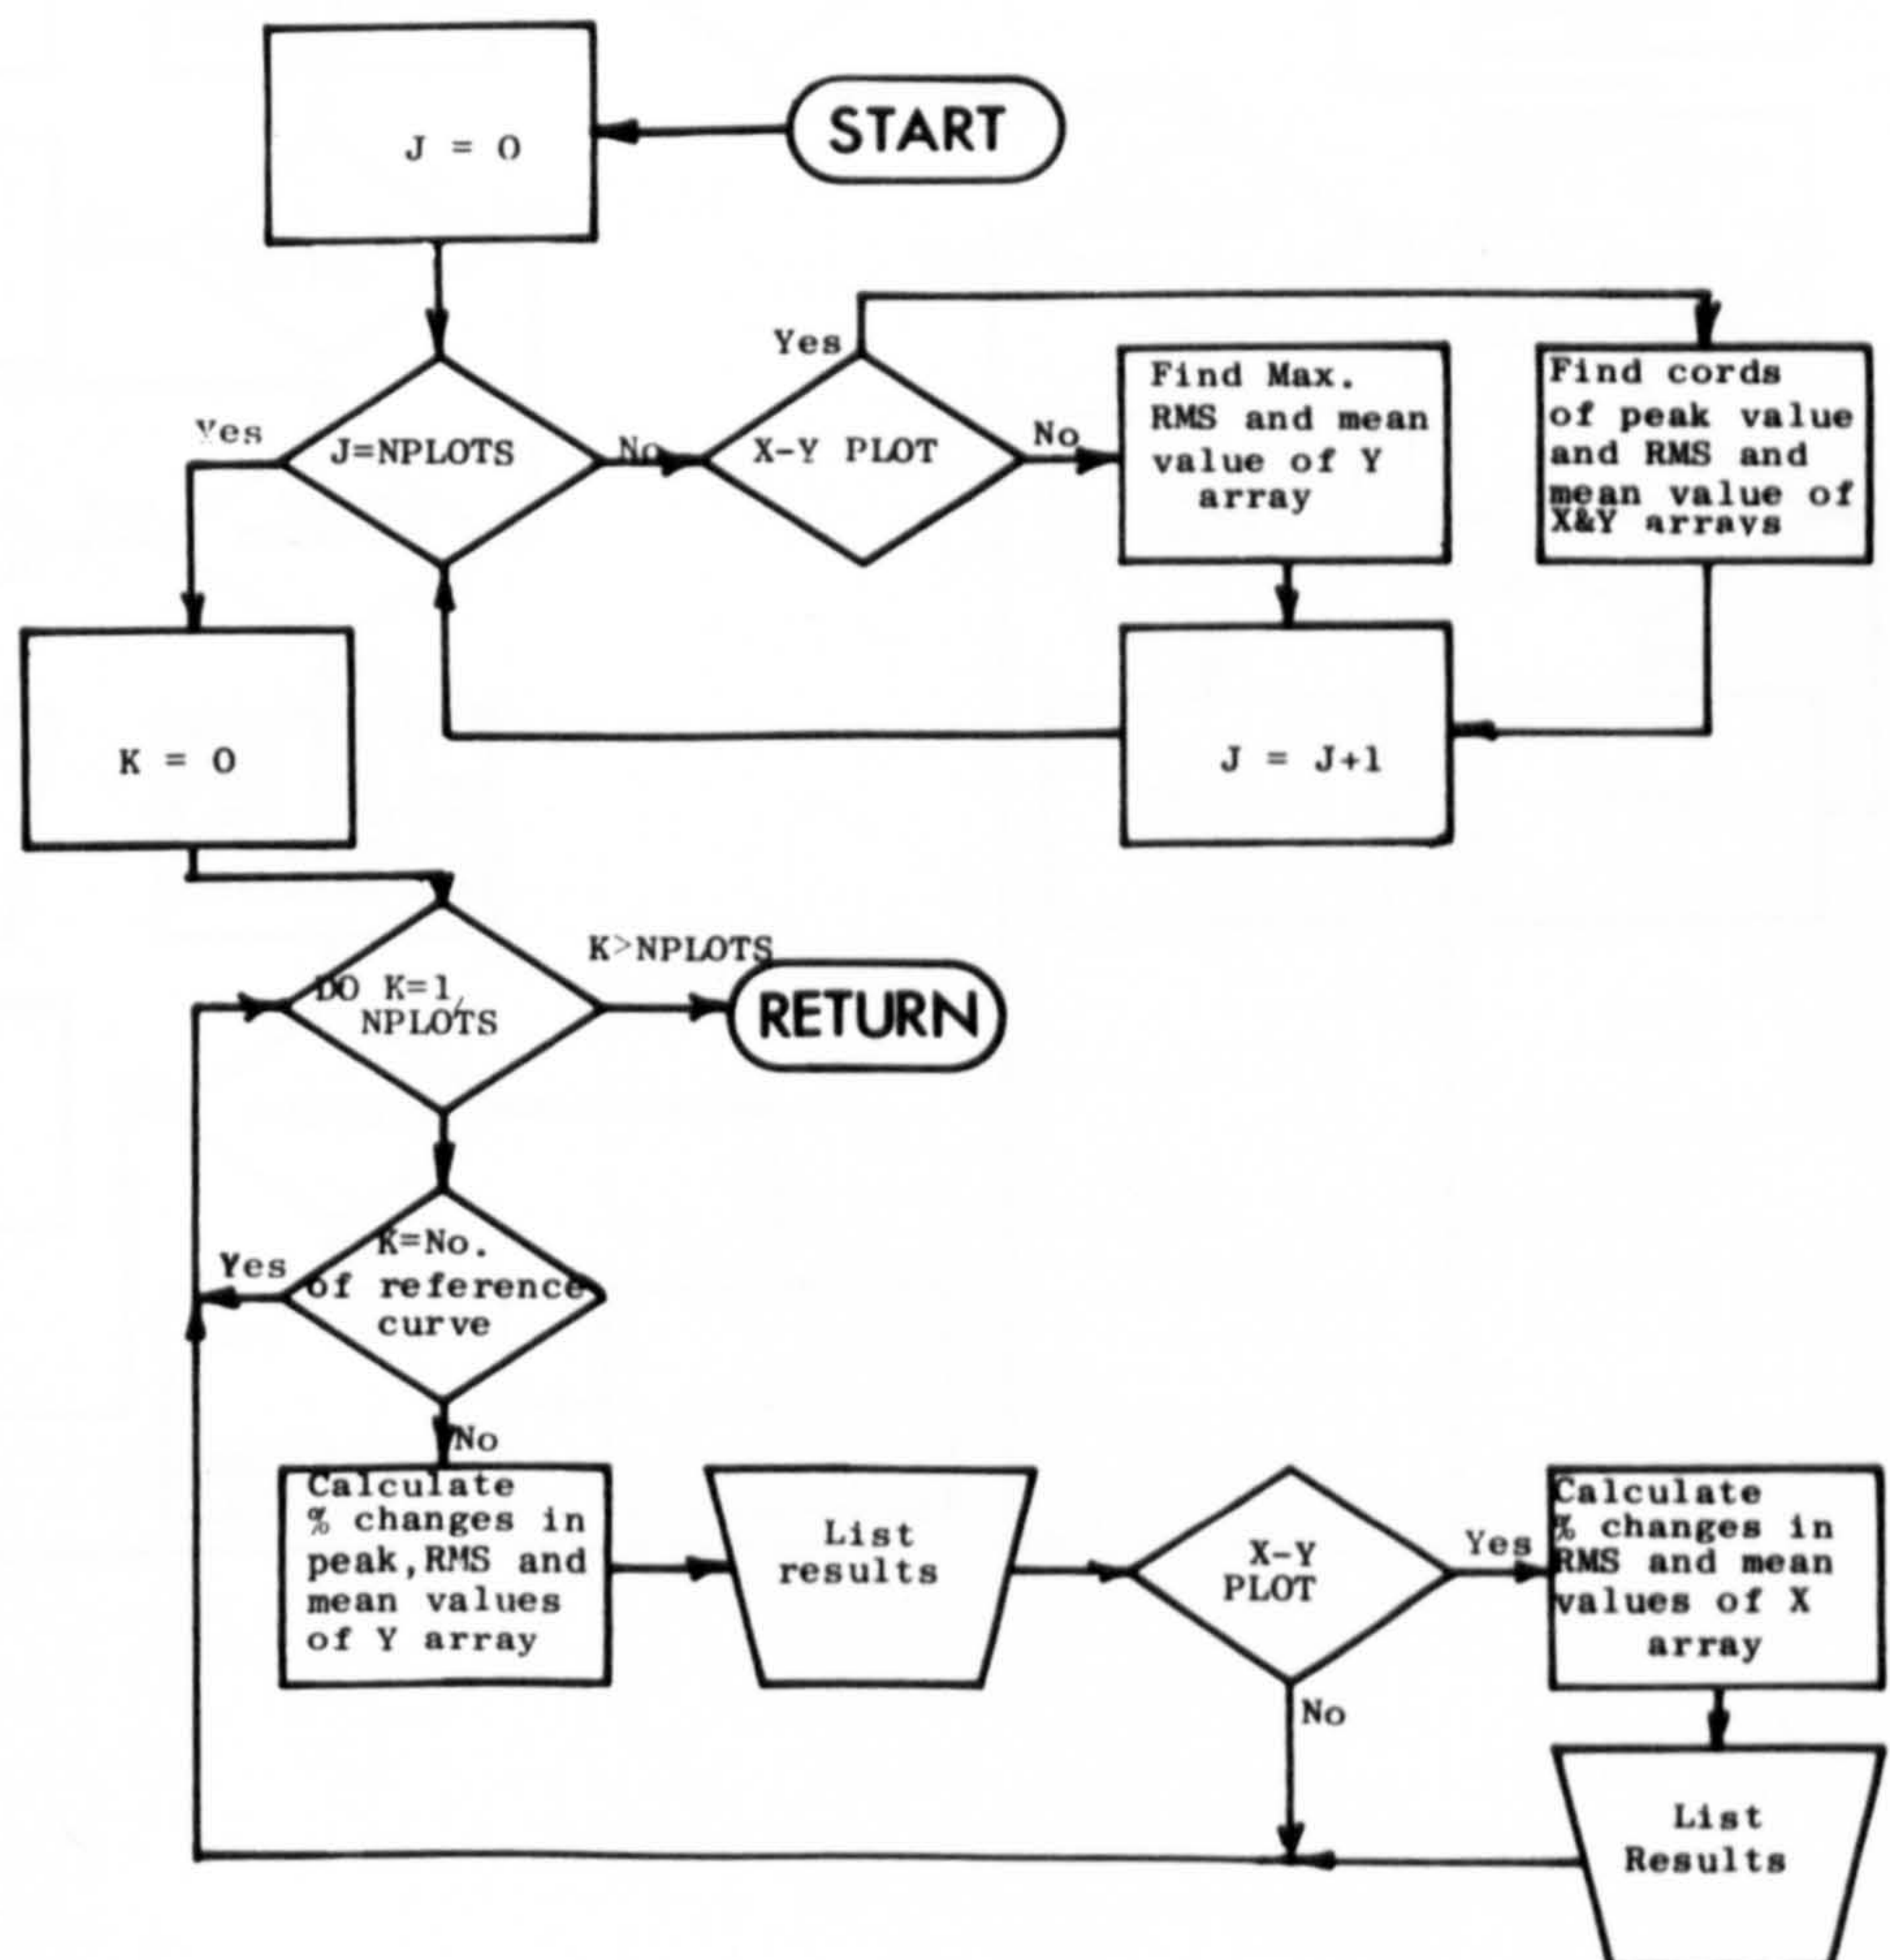 START
J = 0
Yes
J=NPLOTS
No
Yes
X-Y PLOT
No
Find Max.
RMS and mean
value of Y
array
Find cords
of peak value
and RMS and
mean value of
X&Y arrays
J = J+1
K = 0
K>NPLOTS
DO K=1,
NPLOTS
RETURN
K=No.
of reference
curve
Yes
No
Calculate
% changes in
peak,RMS and
mean values
of Y array
List
results
X-Y
PLOT
Yes
No
Calculate
% changes in
RMS and mean
values of X
array
List
Results